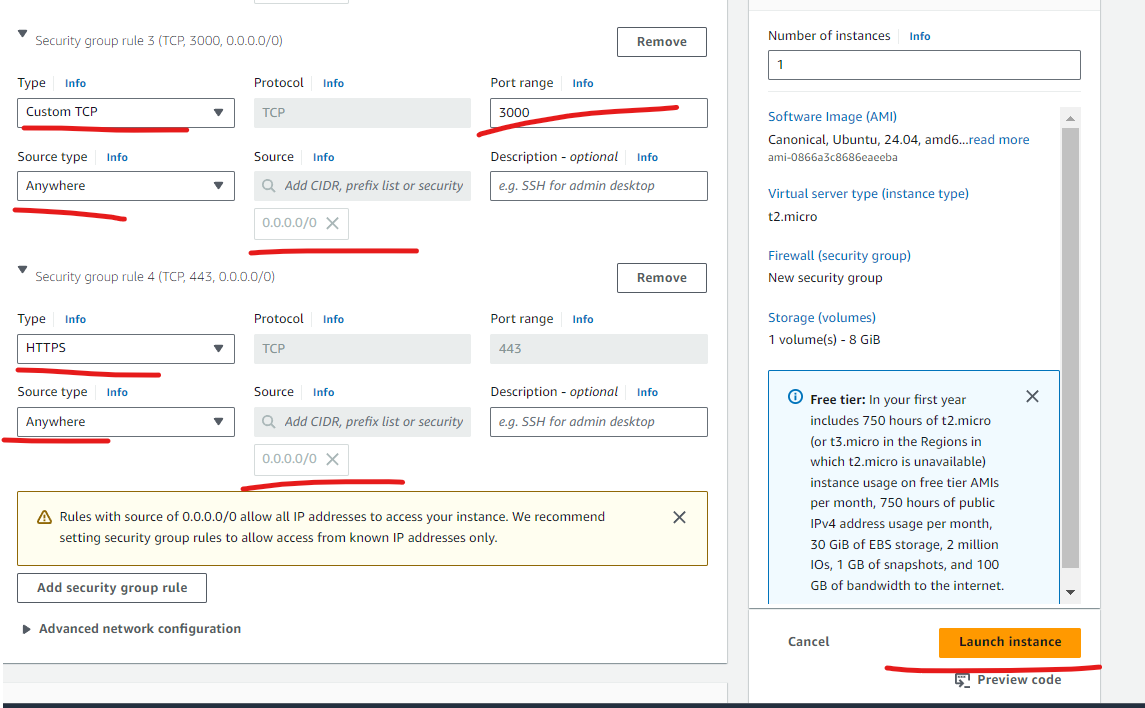 Security group rule 3 (TCP, 3000, 0.0.0.0/0)
Remove
Type Info
Protocol Info
Port range Info
Custom TCP
TCP
3000
Source type Info
Source Info
Description - optional Info
Anywhere
Add CIDR, prefix list or security
e.g. SSH for admin desktop
0.0.0.0/0
Security group rule 4 (TCP, 443, 0.0.0.0/0)
Remove
Type Info
Protocol Info
Port range Info
HTTPS
TCP
443
Source type Info
Source Info
Description - optional Info
Anywhere
Add CIDR, prefix list or security
e.g. SSH for admin desktop
0.0.0.0/0
Rules with source of 0.0.0.0/0 allow all IP addresses to access your instance. We recommend
setting security group rules to allow access from known IP addresses only.
Add security group rule
Advanced network configuration
Number of instances Info
1
Software Image (AMI)
Canonical, Ubuntu, 24.04, amd6...read more
ami-0866a3c8686eaeeba
Virtual server type (instance type)
t2.micro
Firewall (security group)
New security group
Storage (volumes)
1 volume(s) - 8 GiB
Free tier: In your first year
includes 750 hours of t2.micro
(or t3.micro in the Regions in
which t2.micro is unavailable)
instance usage on free tier AMIs
per month, 750 hours of public
IPv4 address usage per month,
30 GiB of EBS storage, 2 million
IOs, 1 GB of snapshots, and 100
GB of bandwidth to the internet.
Cancel
Launch instance
Preview code